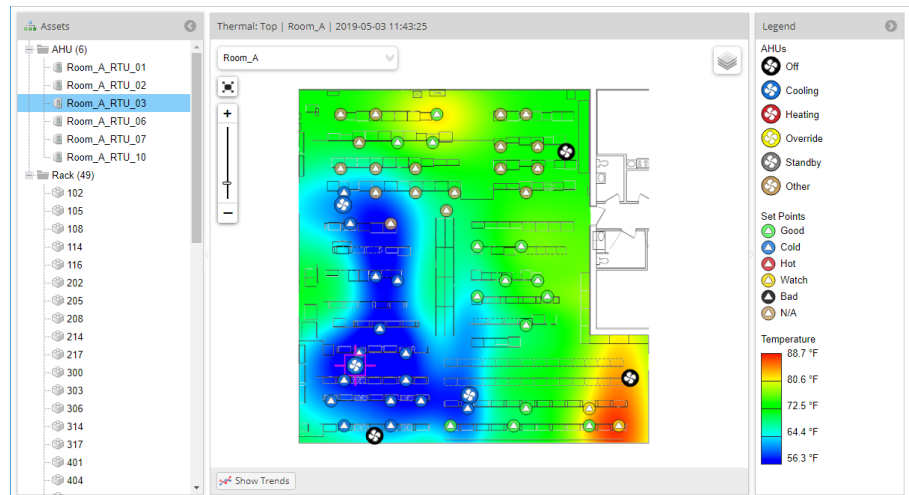 Assets
AHU (6)
Room_A_RTU_01
Room_A_RTU_02
Room_A_RTU_03
Room_A_RTU_06
Room_A_RTU_07
Room_A_RTU_10
Rack (49)
102
105
108
114
116
202
205
208
214
217
300
303
306
314
317
401
404
Thermal: Top | Room_A | 2019-05-03 11:43:25
Room_A
Show Trends
Legend
AHUs
Off
Cooling
Heating
Override
Standby
Other
Set Points
Good
Cold
Hot
Watch
Bad
N/A
Temperature
88.7 °F
80.6 °F
72.5 °F
64.4 °F
56.3 °F